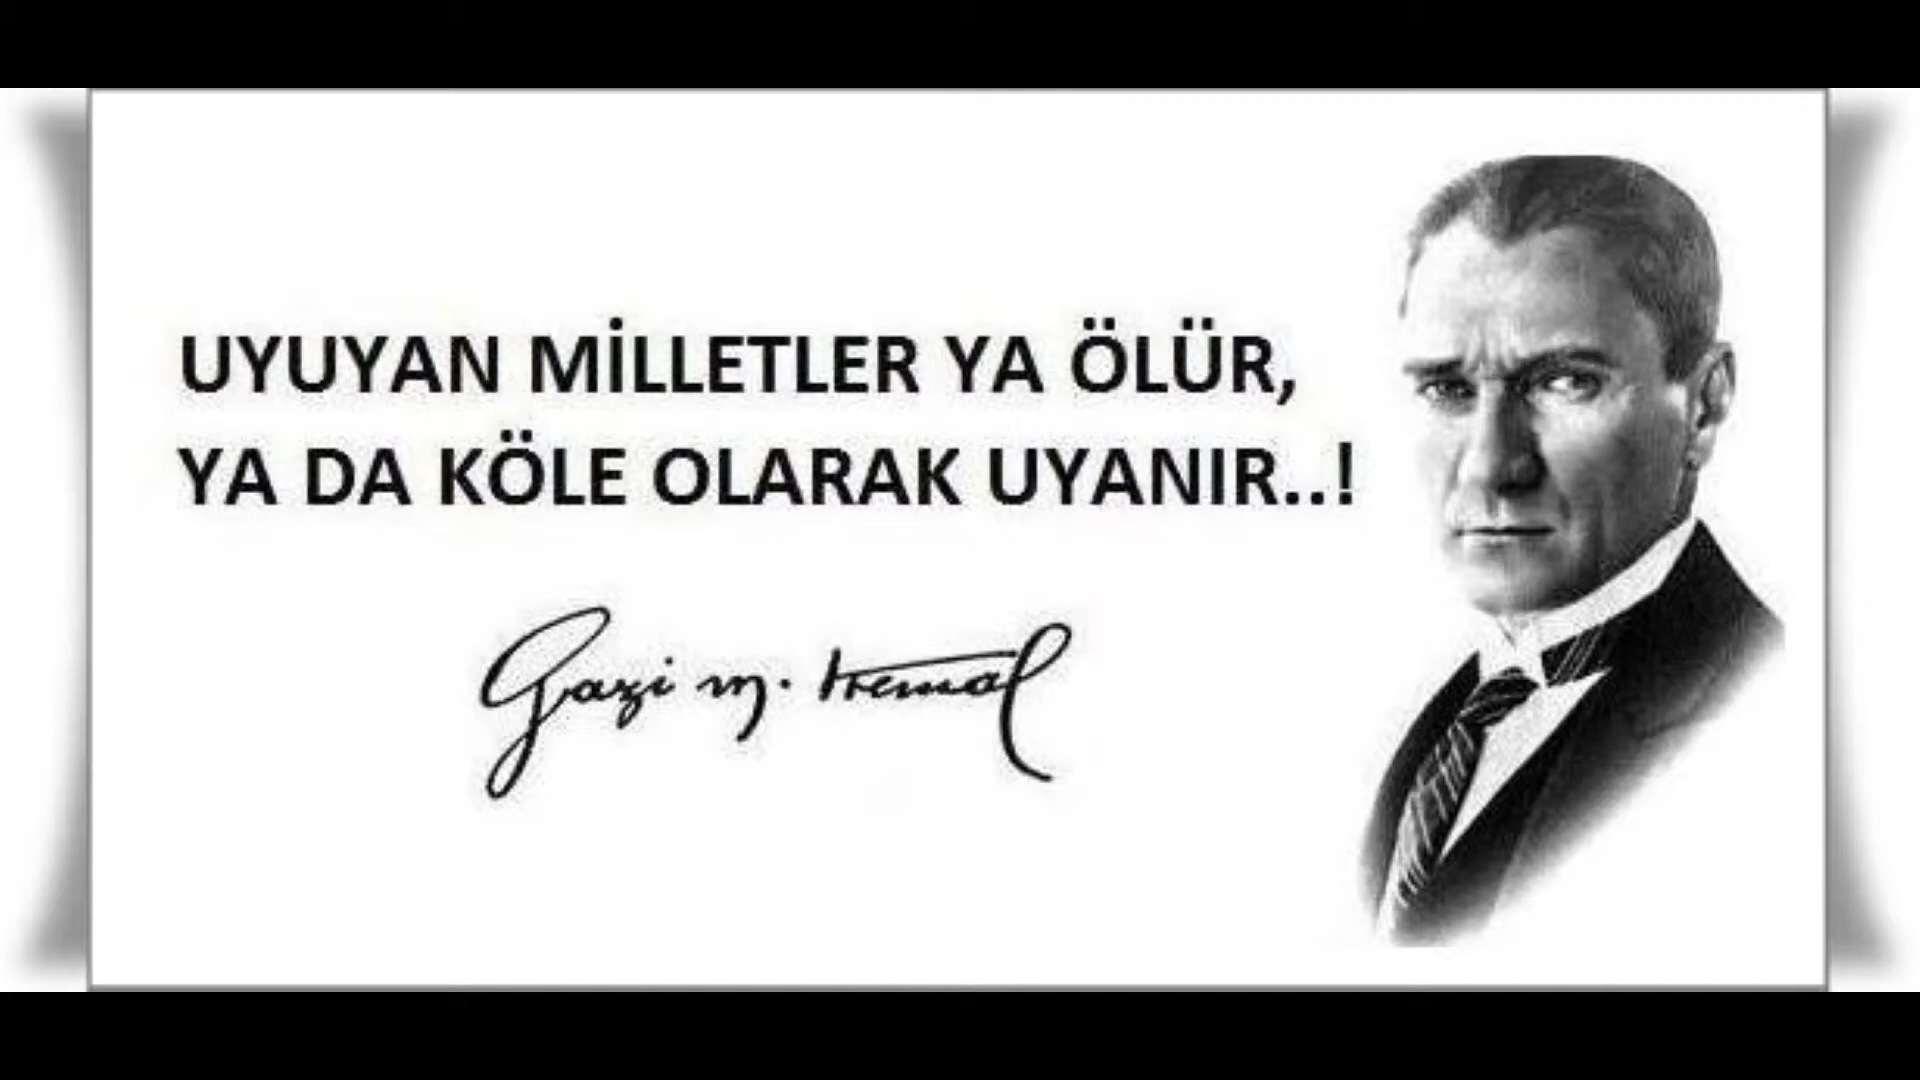 UYUYAN MİLLETLER YA ÖLÜR,
YA DA KÖLE OLARAK UYANIR..!
Gazi M. Kemal